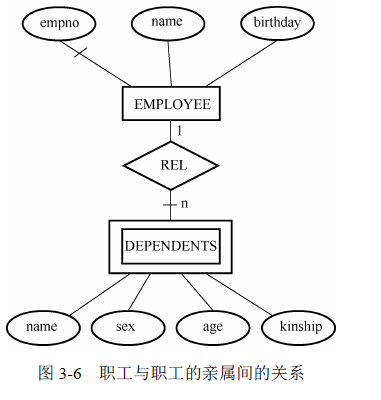 empno
name
birthday
EMPLOYEE
1
REL
n
DEPENDENTS
name
sex
age
kinship
图 3-6 职工与职工的亲属间的关系